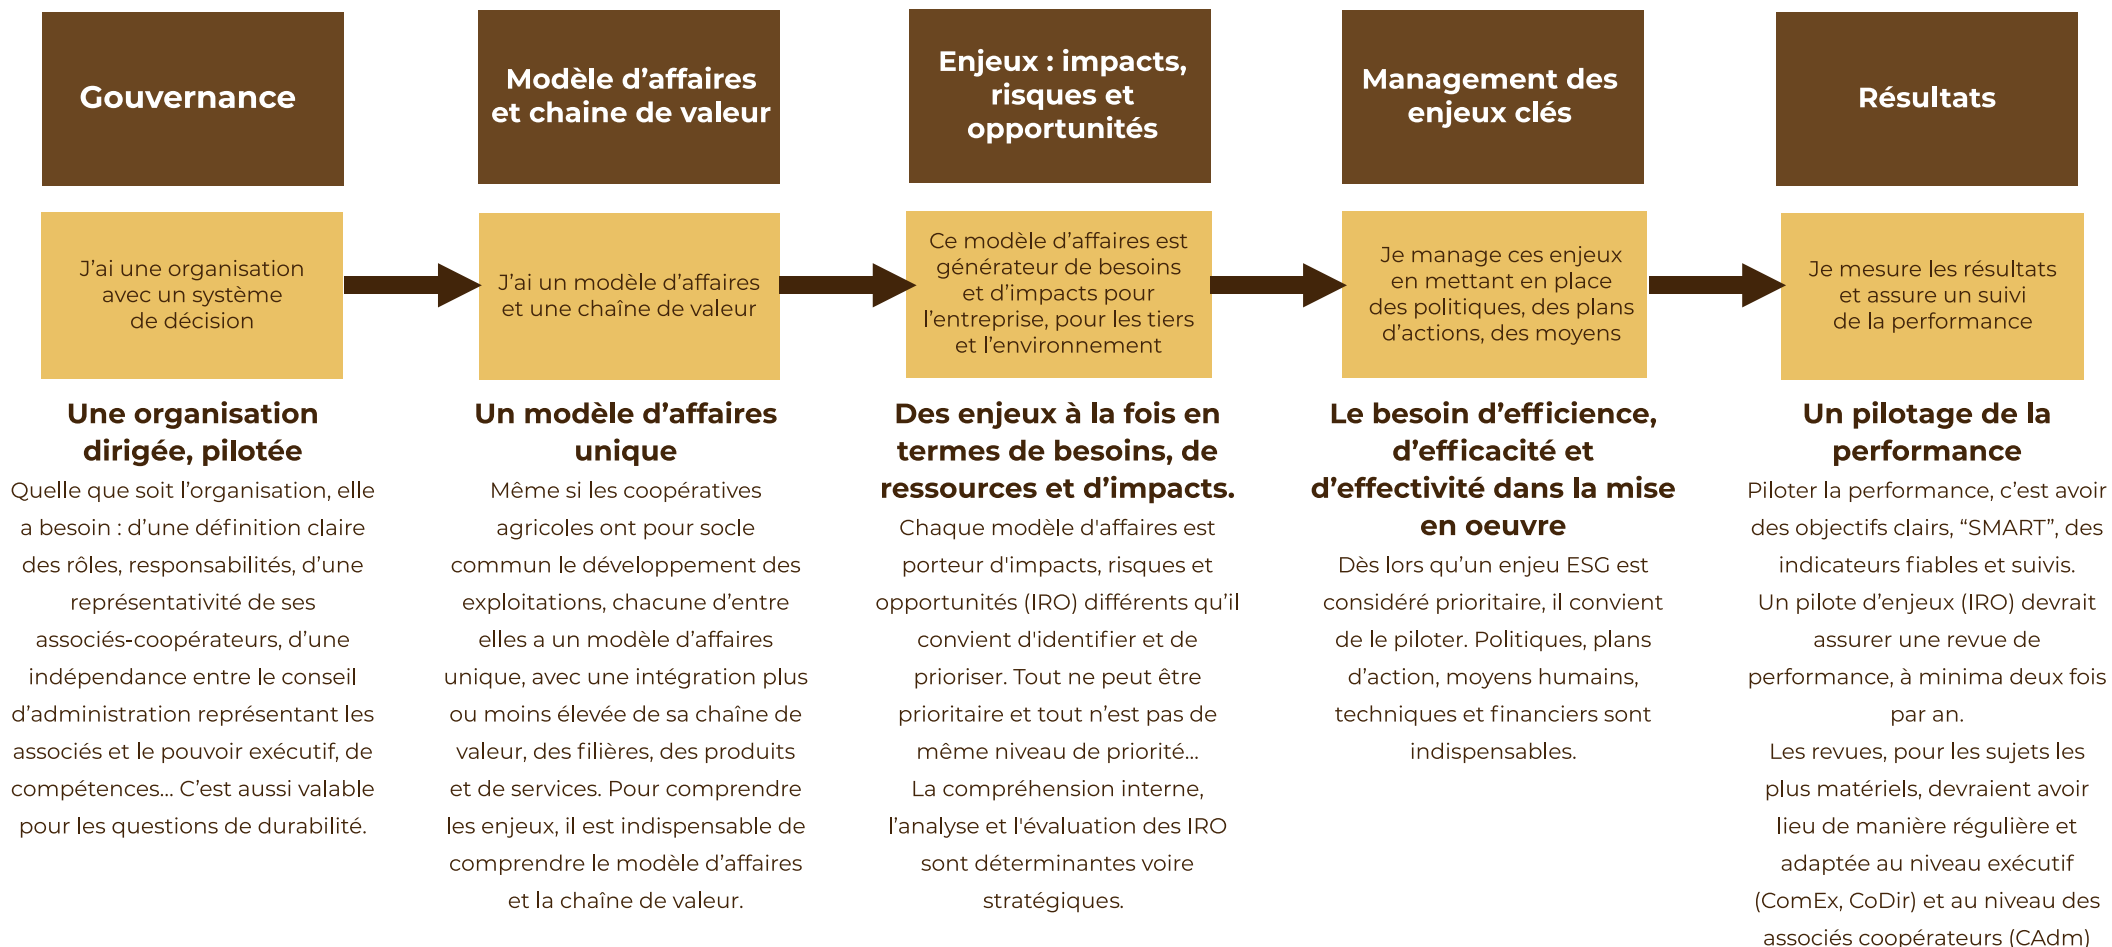 Gouvernance
Modèle d’affaires
et chaine de valeur
Enjeux : impacts,
risques et
opportunités
Management des
enjeux clés
Résultats
J’ai une organisation
avec un système
de décision
J’ai un modèle d’affaires
et une chaîne de valeur
Ce modèle d’affaires est
générateur de besoins
et d’impacts pour
l’entreprise, pour les tiers
et l’environnement
Je manage ces enjeux
en mettant en place
des politiques, des plans
d’actions, des moyens
Je mesure les résultats
et assure un suivi
de la performance
Une organisation
dirigée, pilotée
Quelle que soit l’organisation, elle
a besoin : d’une définition claire
des rôles, responsabilités, d’une
représentativité de ses
associés-coopérateurs, d’une
indépendance entre le conseil
d’administration représentant les
associés et le pouvoir exécutif, de
compétences... C’est aussi valable
pour les questions de durabilité.
Un modèle d’affaires
unique
Même si les coopératives
agricoles ont pour socle
commun le développement des
exploitations, chacune d’entre
elles a un modèle d’affaires
unique, avec une intégration plus
ou moins élevée de sa chaîne de
valeur, des filières, des produits
et de services. Pour comprendre
les enjeux, il est indispensable de
comprendre le modèle d’affaires
et la chaîne de valeur.
Des enjeux à la fois en
termes de besoins, de
ressources et d’impacts.
Chaque modèle d'affaires est
porteur d'impacts, risques et
opportunités (IRO) différents qu’il
convient d'identifier et de
prioriser. Tout ne peut être
prioritaire et tout n’est pas de
même niveau de priorité...
La compréhension interne,
l’analyse et l'évaluation des IRO
sont déterminantes voire
stratégiques.
Le besoin d’efficience,
d’efficacité et
d’effectivité dans la mise
en oeuvre
Dès lors qu’un enjeu ESG est
considéré prioritaire, il convient
de le piloter. Politiques, plans
d’action, moyens humains,
techniques et financiers sont
indispensables.
Un pilotage de la
performance
Piloter la performance, c’est avoir
des objectifs clairs, “SMART”, des
indicateurs fiables et suivis.
Un pilote d’enjeux (IRO) devrait
assurer une revue de
performance, à minima deux fois
par an.
Les revues, pour les sujets les
plus matériels, devraient avoir
lieu de manière régulière et
adaptée au niveau exécutif
(ComEx, CoDir) et au niveau des
associés coopérateurs (CAdm)